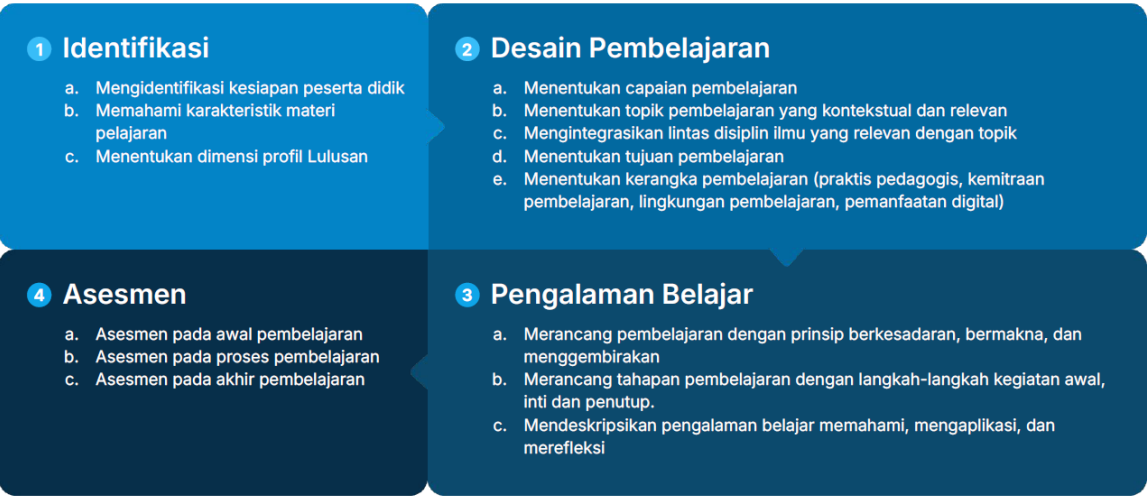 1 Identifikasi
a. Mengidentifikasi kesiapan peserta didik
b. Memahami karakteristik materi
pelajaran
c. Menentukan dimensi profil Lulusan
2 Desain Pembelajaran
a. Menentukan capaian pembelajaran
b. Menentukan topik pembelajaran yang kontekstual dan relevan
c. Mengintegrasikan lintas disiplin ilmu yang relevan dengan topik
d. Menentukan tujuan pembelajaran
e. Menentukan kerangka pembelajaran (praktis pedagogis, kemitraan
pembelajaran, lingkungan pembelajaran, pemanfaatan digital)
3 Pengalaman Belajar
a. Merancang pembelajaran dengan prinsip berkesadaran, bermakna, dan
menggembirakan
b. Merancang tahapan pembelajaran dengan langkah-langkah kegiatan awal,
inti dan penutup.
c. Mendeskripsikan pengalaman belajar memahami, mengaplikasi, dan
merefleksi
4 Asesmen
a. Asesmen pada awal pembelajaran
b. Asesmen pada proses pembelajaran
c. Asesmen pada akhir pembelajaran